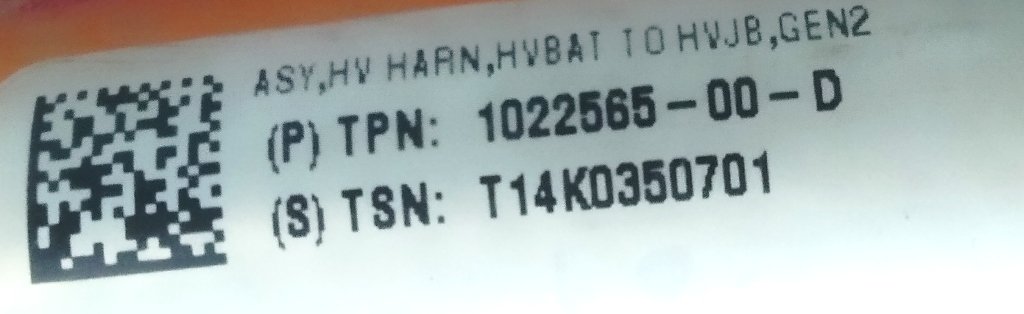 ASY,HV HARN,HVBAT TO HVJB,GEN2
(P) TPN: 1022565-00-D
(S) TSN: T14K0350701